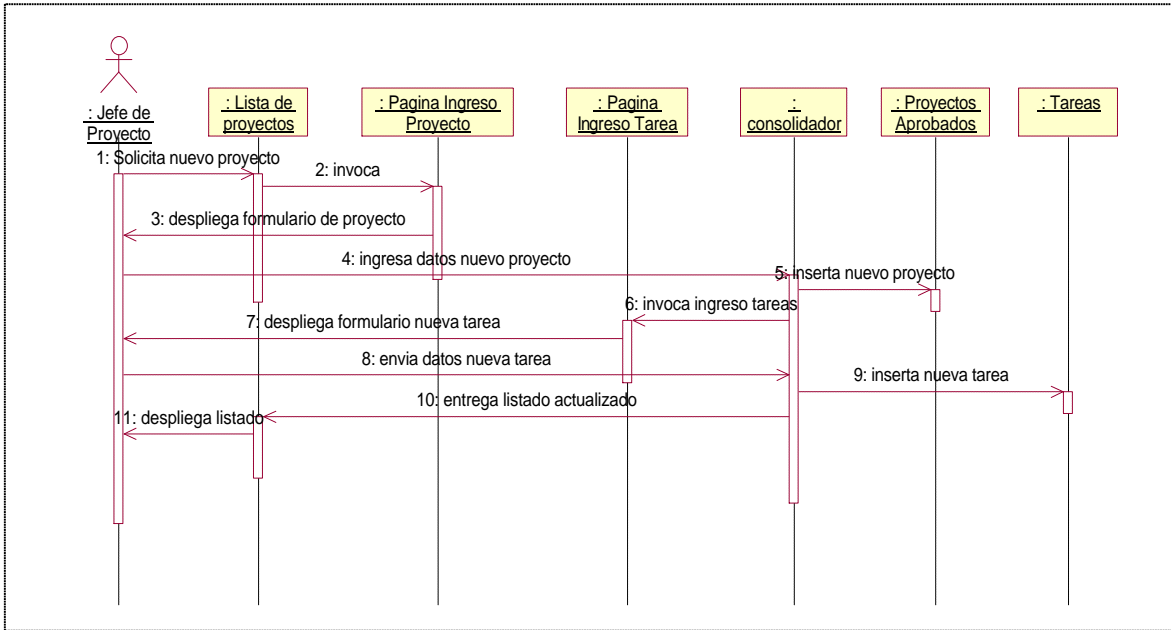 : Jefe de
Proyecto
: Lista de
proyectos
: Pagina Ingreso
Proyecto
: Pagina
Ingreso Tarea
:
consolidador
: Proyectos
Aprobados
: Tareas
1: Solicita nuevo proyecto
2: invoca
3: despliega formulario de proyecto
4: ingresa datos nuevo proyecto
5: inserta nuevo proyecto
6: invoca ingreso tareas
7: despliega formulario nueva tarea
8: envia datos nueva tarea
9: inserta nueva tarea
10: entrega listado actualizado
11: despliega listado